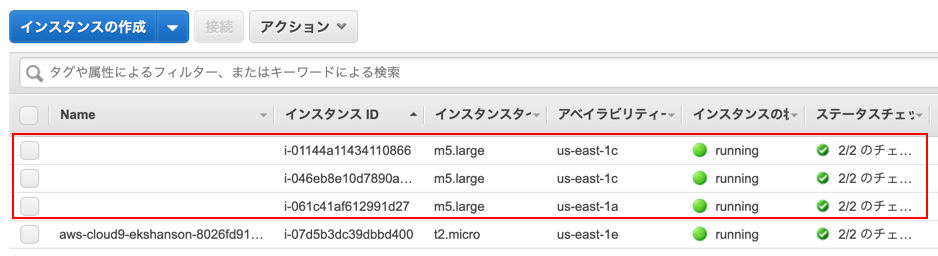 インスタンスの作成 接続 アクション
タグや属性によるフィルター、またはキーワードによる検索
Name インスタンス ID インスタンスター アベイラビリティー インスタンスの ステータスチェッ
i-01144a11434110866 m5.large us-east-1c running 2/2 のチェ…
i-046eb8e10d7890a… m5.large us-east-1c running 2/2 のチェ…
i-061c41af612991d27 m5.large us-east-1a running 2/2 のチェ…
aws-cloud9-ekshanson-8026fd91… i-07d5b3dc39dbbd400 t2.micro us-east-1e running 2/2 のチェ…